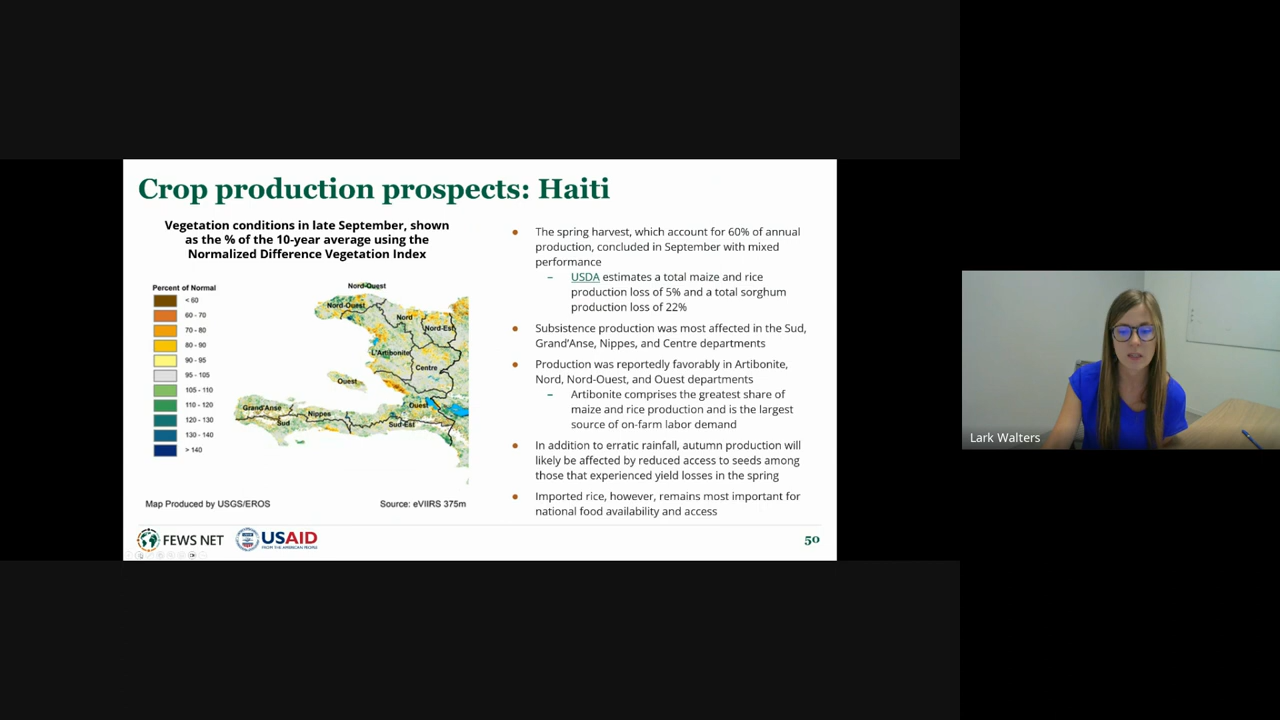 Crop production prospects: Haiti
Vegetation conditions in late September, shown
as the % of the 10-year average using the
Normalized Difference Vegetation Index
Percent of Normal
< 60
60 - 70
70 - 80
80 - 90
90 - 95
95 - 105
105 - 110
110 - 120
120 - 130
130 - 140
> 140
Nord-Ouest
Nord-Ouest
Nord
Nord-Est
L'Artibonite
Centre
Ouest
Ouest
Grand'Anse
Nippes
Sud
Sud-Est
Map Produced by USGS/EROS
Source: eVIIRS 375m
• The spring harvest, which account for 60% of annual
production, concluded in September with mixed
performance
– USDA estimates a total maize and rice
production loss of 5% and a total sorghum
production loss of 22%
• Subsistence production was most affected in the Sud,
Grand'Anse, Nippes, and Centre departments
• Production was reportedly favorably in Artibonite,
Nord, Nord-Ouest, and Ouest departments
– Artibonite comprises the greatest share of
maize and rice production and is the largest
source of on-farm labor demand
• In addition to erratic rainfall, autumn production will
likely be affected by reduced access to seeds among
those that experienced yield losses in the spring
• Imported rice, however, remains most important for
national food availability and access
FEWS NET
USAID
FROM THE AMERICAN PEOPLE
50
Lark Walters